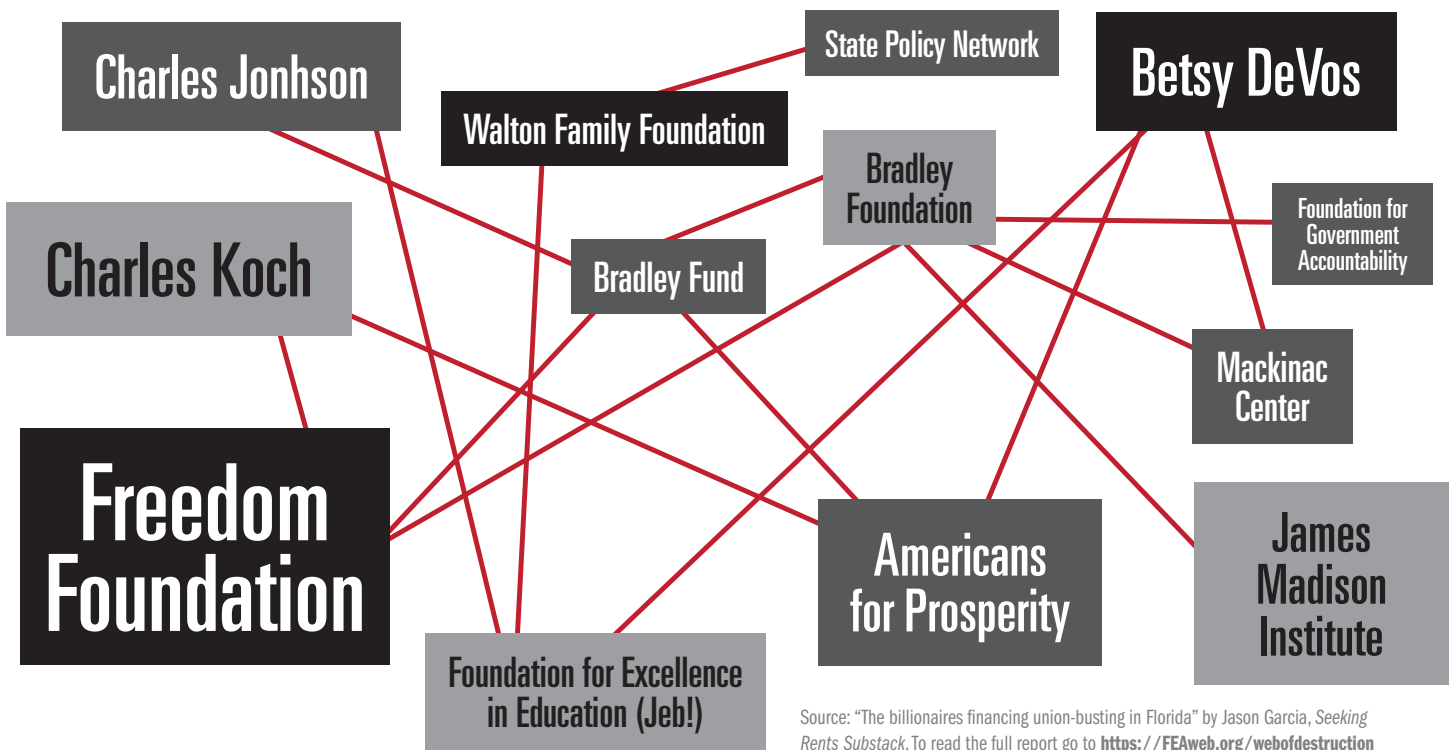 Charles Jonhson
State Policy Network
Betsy DeVos
Walton Family Foundation
Bradley
Foundation
Foundation for
Government
Accountability
Charles Koch
Bradley Fund
Mackinac
Center
Freedom
Foundation
Americans
for Prosperity
James
Madison
Institute
Foundation for Excellence
in Education (Jeb!)
Source: “The billionaires financing union-busting in Florida” by Jason Garcia, Seeking
Rents Substack. To read the full report go to https://FEAweb.org/webofdestruction